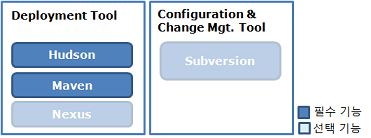 Deployment Tool
Hudson
Maven
Nexus
Configuration &
Change Mgt. Tool
Subversion
필수 기능
선택 기능